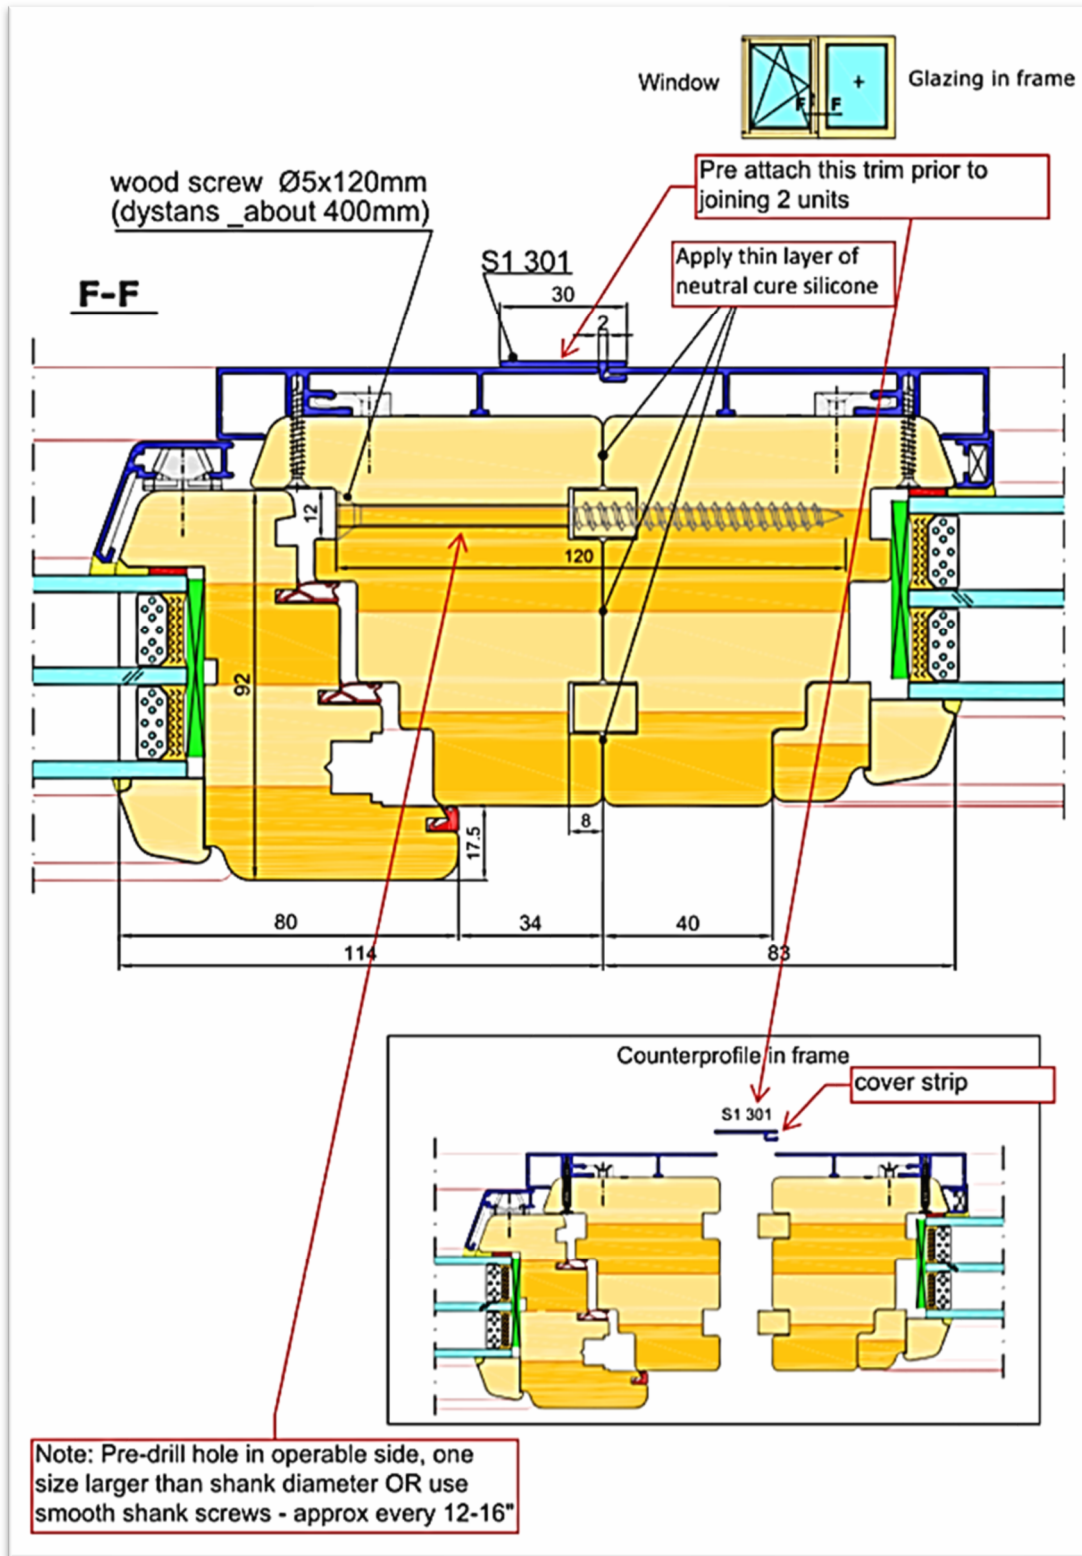 Window
Glazing in frame
F F
Pre attach this trim prior to
joining 2 units
wood screw Ø5x120mm
(dystans _about 400mm)
Apply thin layer of
neutral cure silicone
S1 301
F-F
30
2
12
120
92
8
17.5
80
34
40
114
83
Counterprofile in frame
cover strip
S1 301
Note: Pre-drill hole in operable side, one
size larger than shank diameter OR use
smooth shank screws - approx every 12-16"